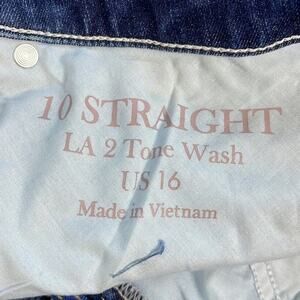 10 STRAIGHT
LA 2 Tone Wash
US 16
Made in Vietnam